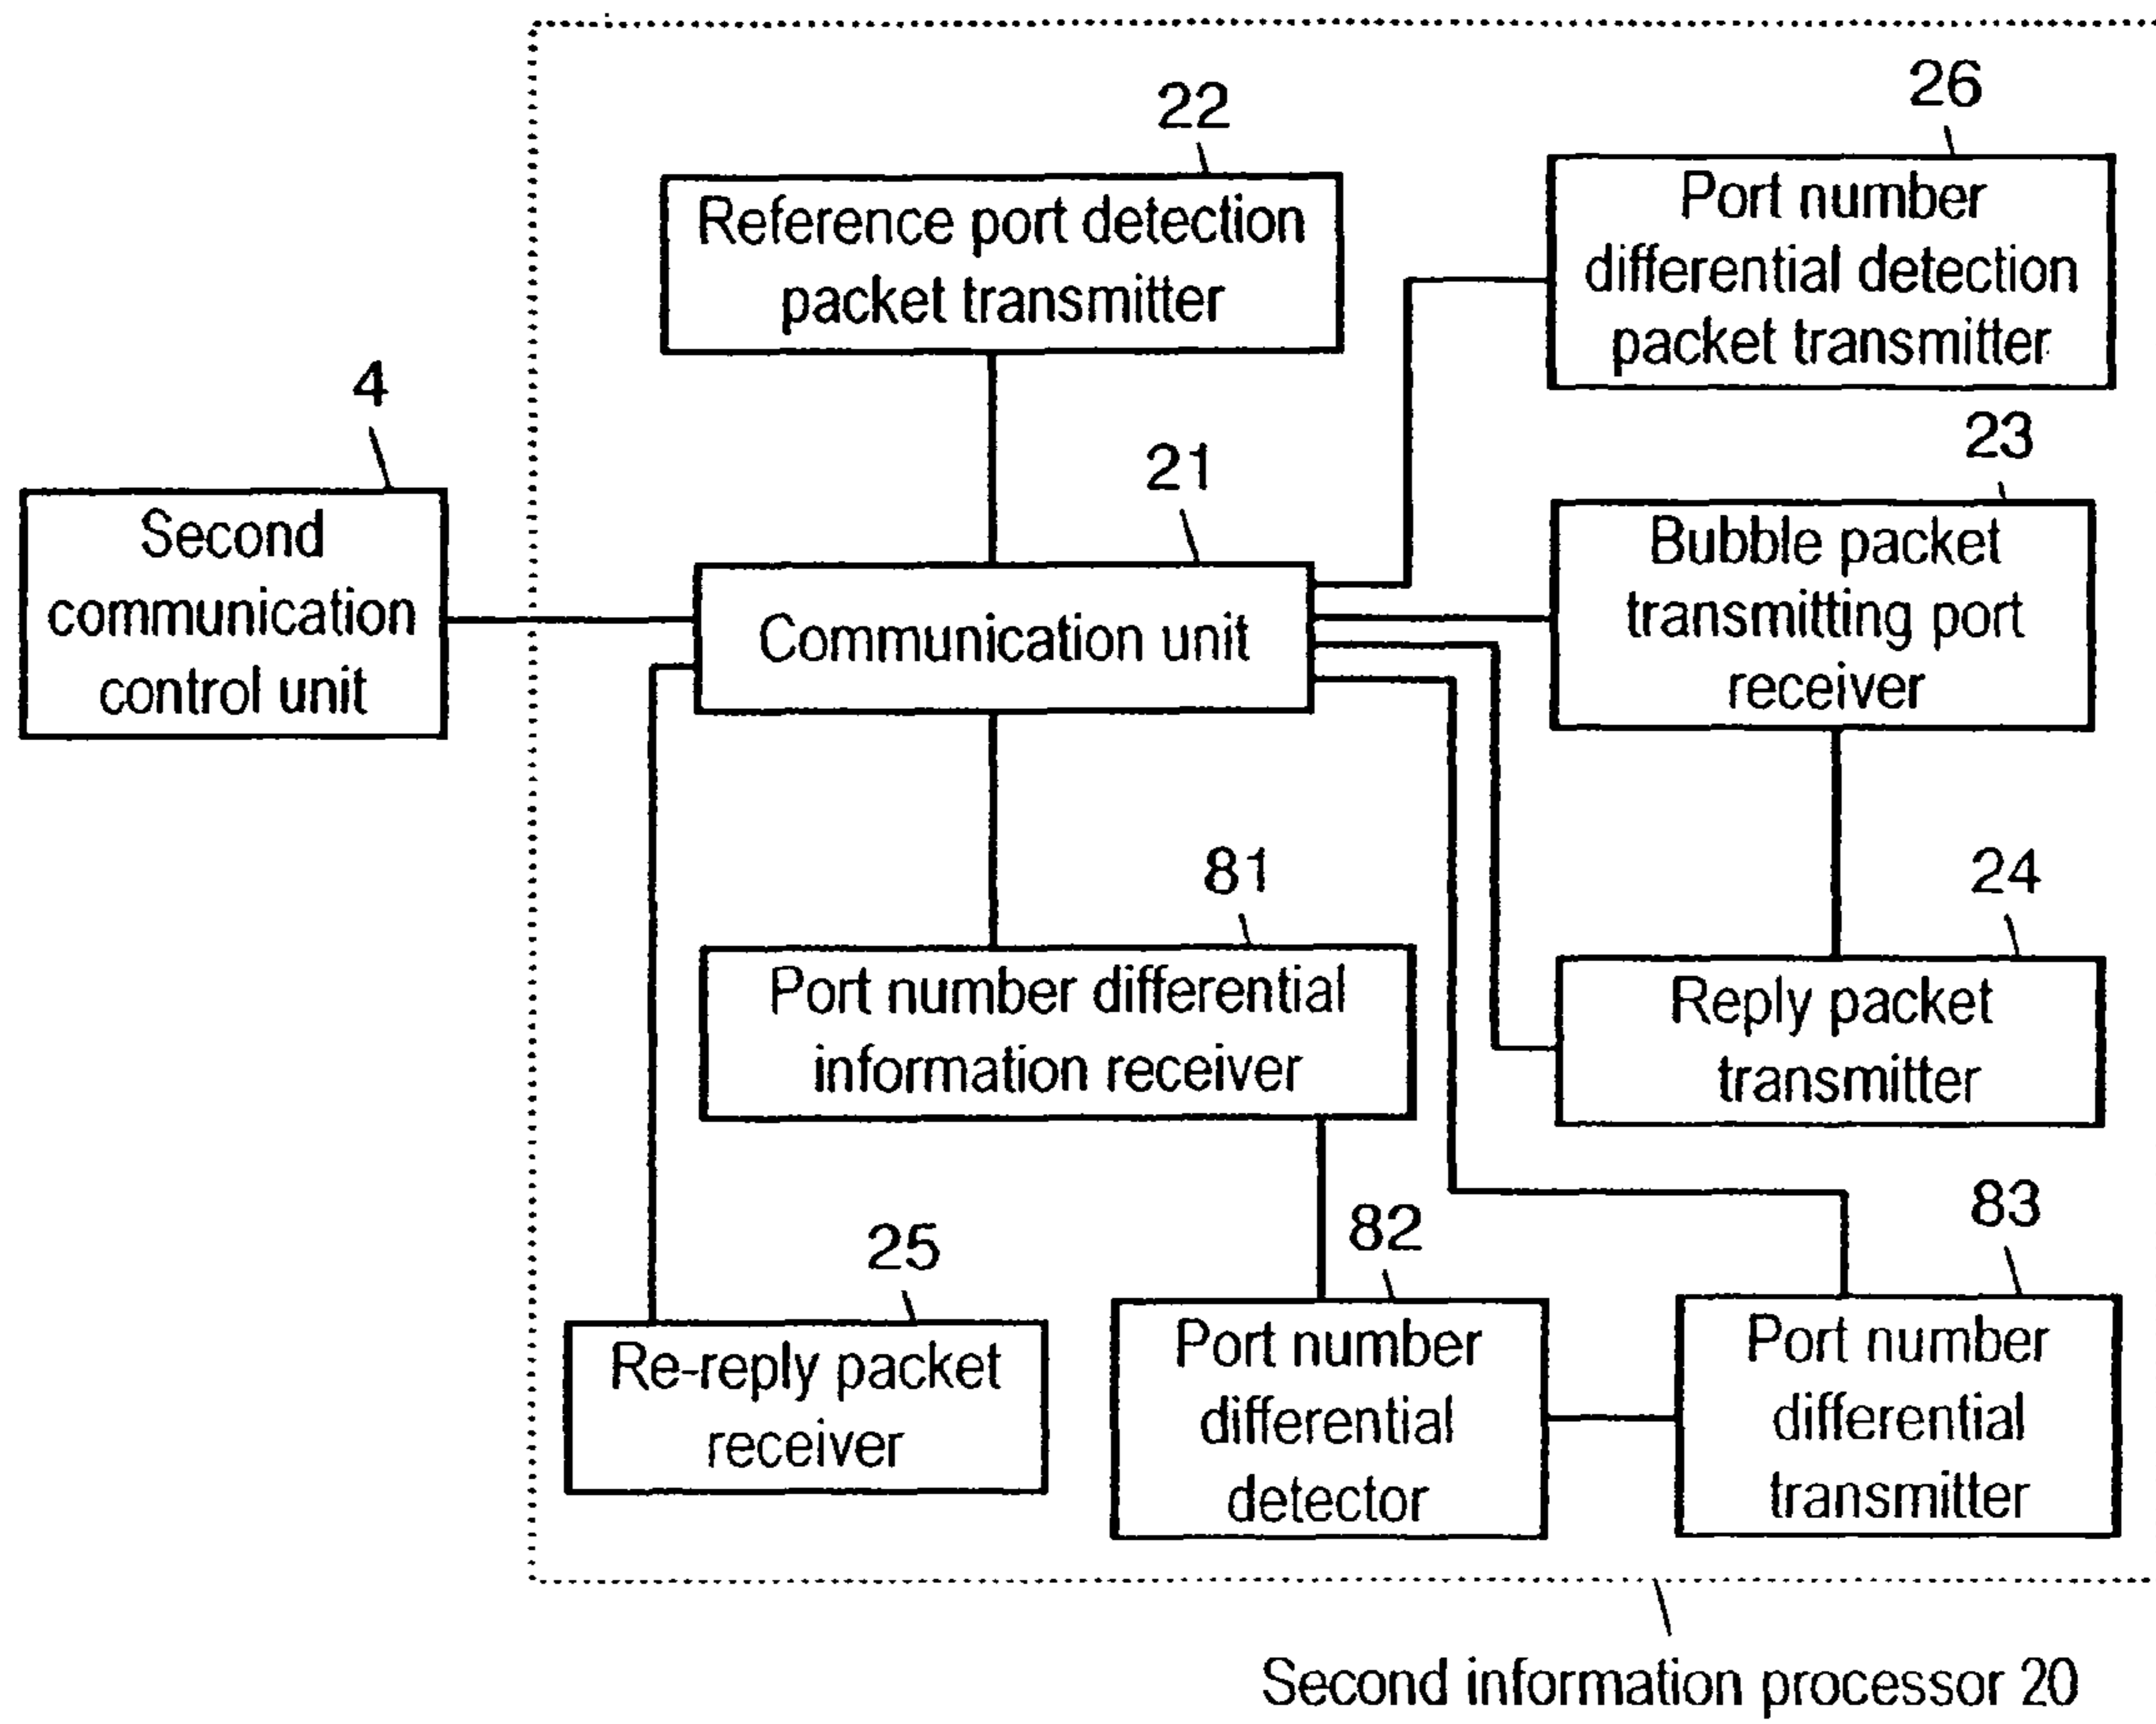 22
26
Reference port detection
packet transmitter
Port number
differential detection
packet transmitter
4
21
23
Second
communication
control unit
Communication unit
Bubble packet
transmitting port
receiver
81
24
Port number differential
information receiver
Reply packet
transmitter
25
82
83
Re-reply packet
receiver
Port number
differential
detector
Port number
differential
transmitter
Second information processor 20